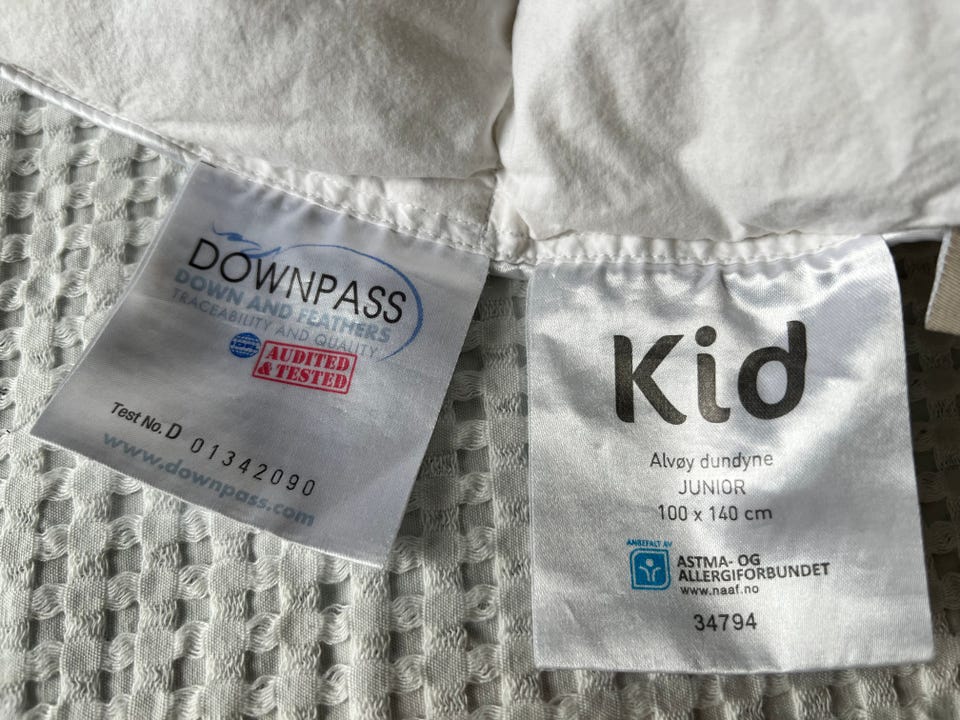 DOWNPASS
DOWN AND FEATHERS
TRACEABILITY AND QUALITY
IDFL
AUDITED
& TESTED
Test No. D 01342090
www.downpass.com
Kid
Alvøy dundyne
JUNIOR
100 x 140 cm
ANBEFALT AV
ASTMA- OG
ALLERGIFORBUNDET
www.naaf.no
34794